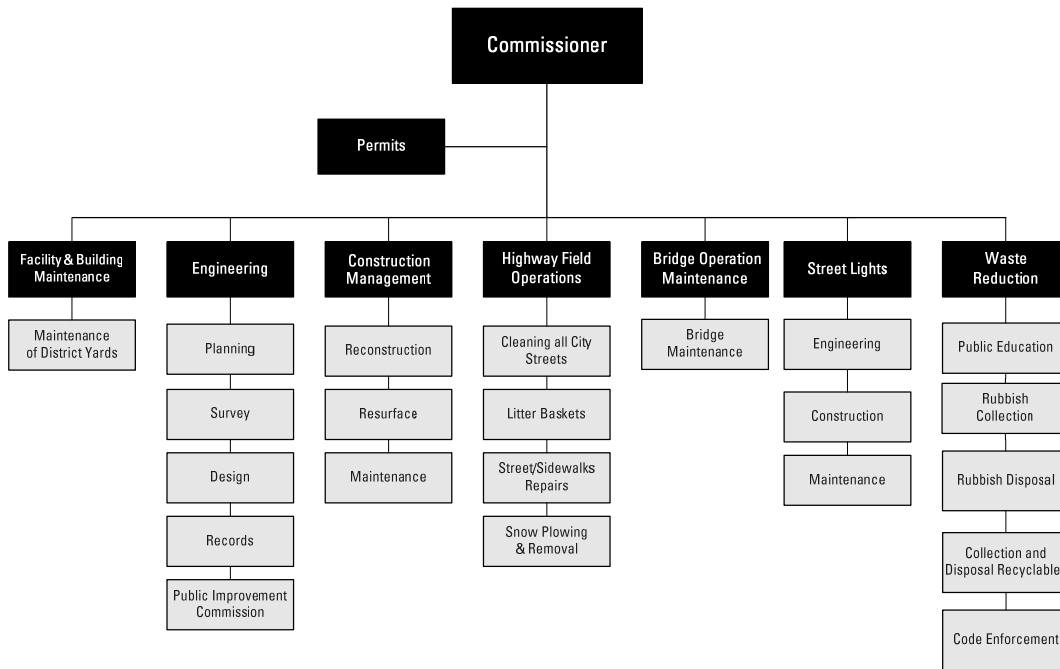 Commissioner
Permits
Facility & Building
Maintenance
Maintenance
of District Yards
Engineering
Planning
Survey
Design
Records
Public Improvement
Commission
Construction
Management
Reconstruction
Resurface
Maintenance
Highway Field
Operations
Cleaning all City
Streets
Litter Baskets
Street/Sidewalks
Repairs
Snow Plowing
& Removal
Bridge Operation
Maintenance
Bridge
Maintenance
Street Lights
Engineering
Construction
Maintenance
Waste
Reduction
Public Education
Rubbish
Collection
Rubbish Disposal
Collection and
Disposal Recyclable
Code Enforcement